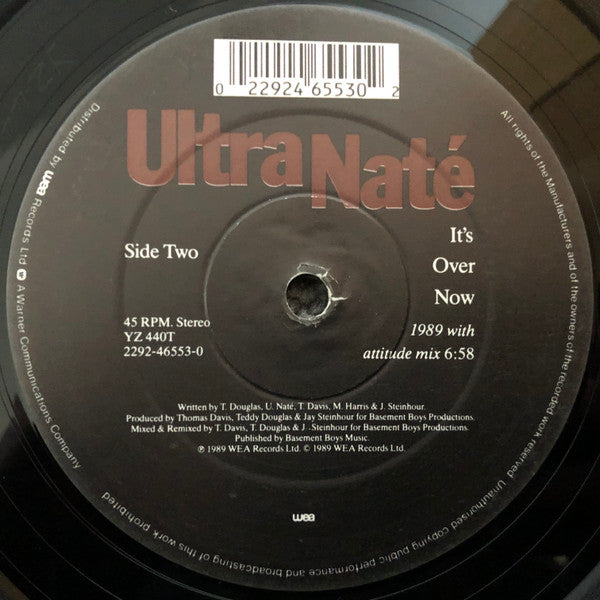 0 22924 65530 2
Ultra Naté
Side Two
It's
Over
Now
1989 with
attitude mix 6:58
45 RPM. Stereo
YZ 440T
2292-46553-0
Written by T. Douglas, U. Naté, T. Davis, M. Harris & J. Steinhour.
Produced by Thomas Davis, Teddy Douglas & Jay Steinhour for Basement Boys Productions.
Mixed & Remixed by T. Davis, T. Douglas & J .Steinhour for Basement Boys Productions.
Published by Basement Boys Music.
℗ 1989 WEA Records Ltd. © 1989 WEA Records Ltd.
wea
Distributed by wea Records Ltd. A Warner Communications Company
All rights of the Manufacturers and of the owners of the recorded work reserved. Unauthorised copying public performance and broadcasting of this work prohibited